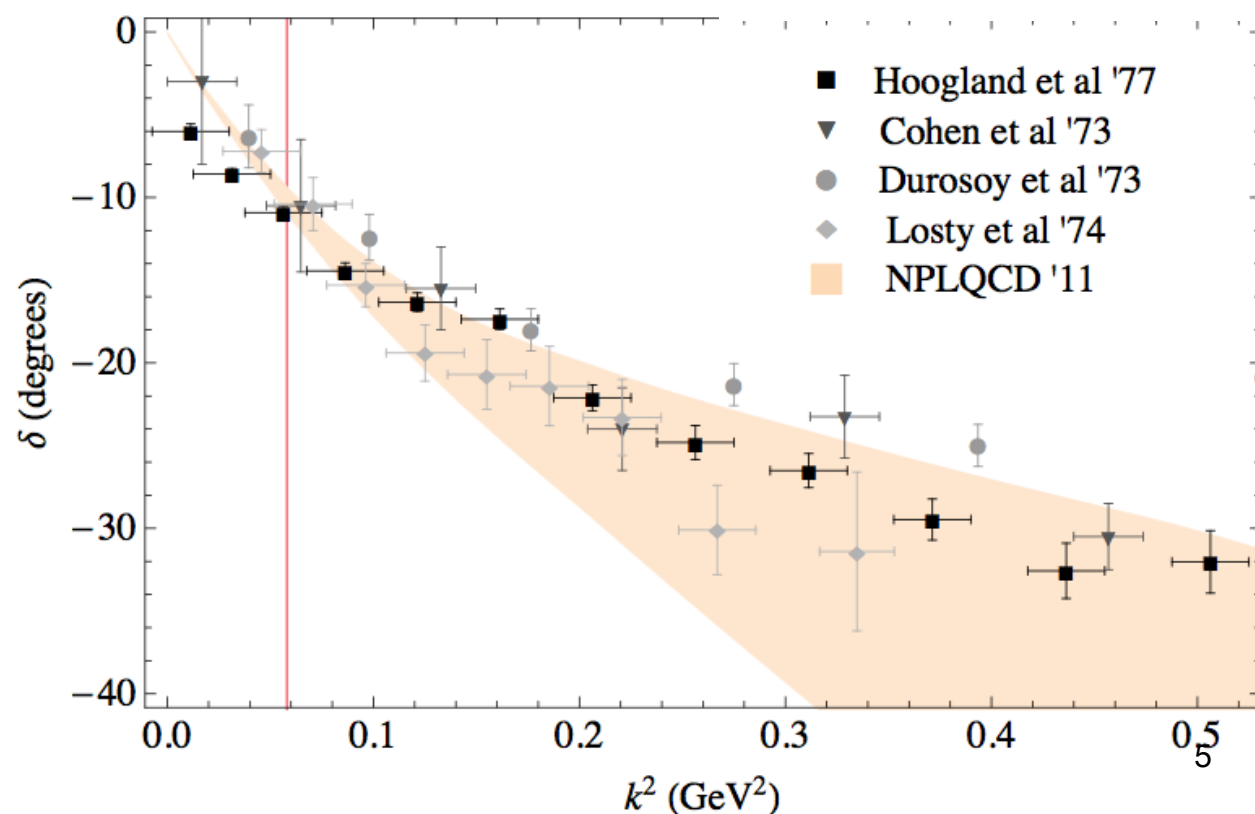 0
−10
−20
−30
−40
δ (degrees)
0.0 0.1 0.2 0.3 0.4 0.5
k² (GeV²)
Hoogland et al '77
Cohen et al '73
Durosoy et al '73
Losty et al '74
NPLQCD '11
5